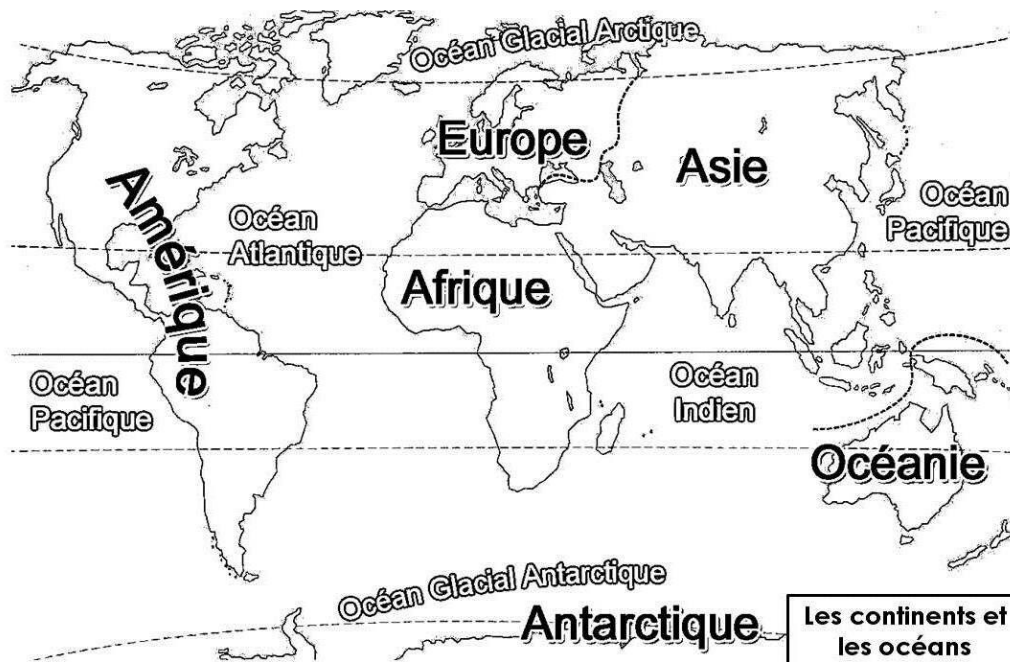 Océan Glacial Arctique
Europe
Asie
Amérique
Océan
Atlantique
Océan
Pacifique
Afrique
Océan
Pacifique
Océan
Indien
Océanie
Océan Glacial Antarctique
Antarctique
Les continents et
les océans